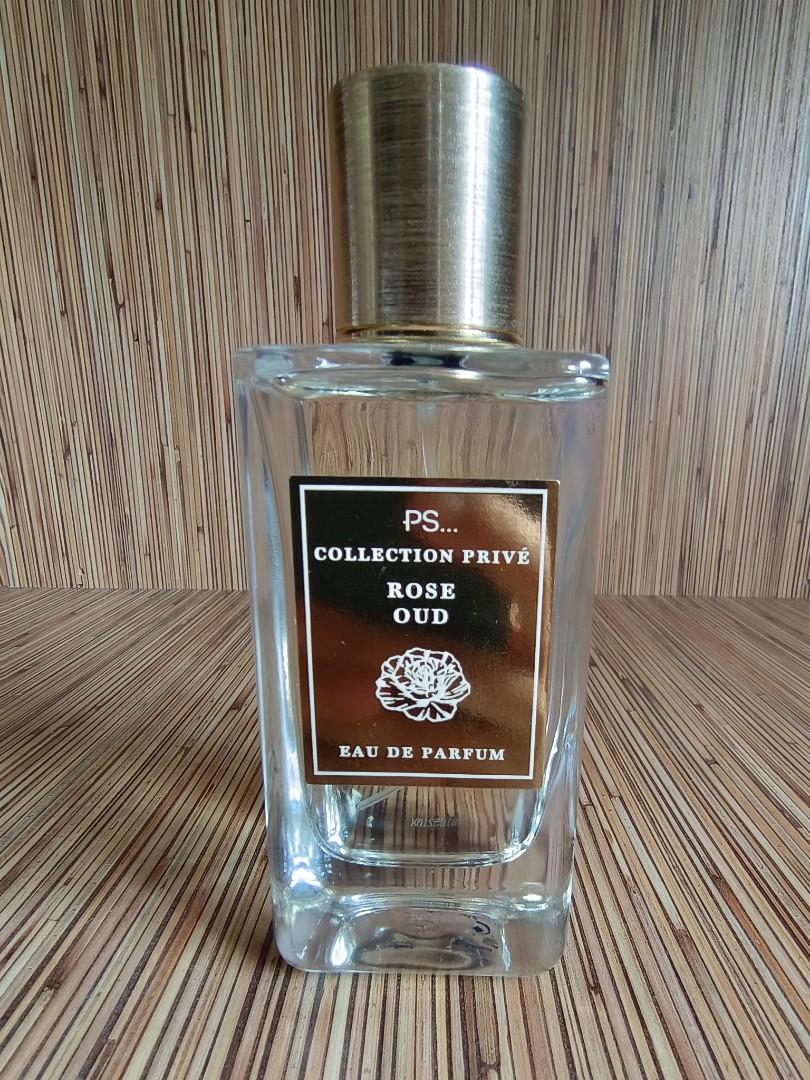 PS...
COLLECTION PRIVÉ
ROSE
OUD
EAU DE PARFUM